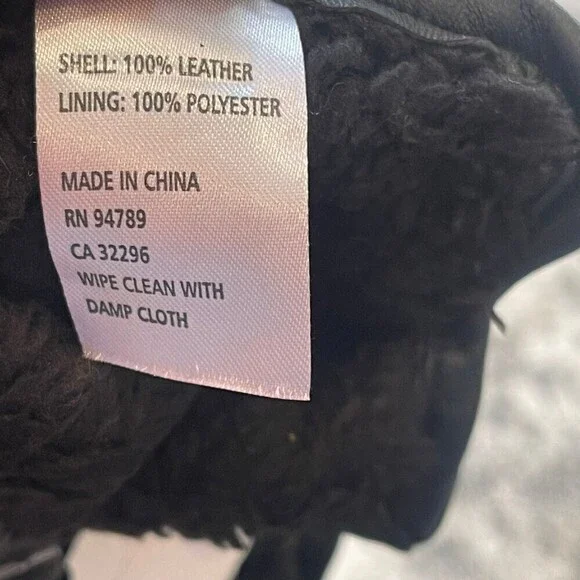 SHELL: 100% LEATHER
LINING: 100% POLYESTER
MADE IN CHINA
RN 94789
CA 32296
WIPE CLEAN WITH
DAMP CLOTH